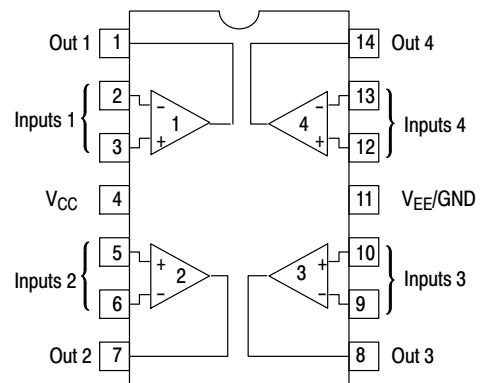 Out 1 1 14 Out 4
2 - - 13
Inputs 1 1 4 Inputs 4
3 + + 12
VCC 4 11 VEE/GND
5 + + 10
Inputs 2 2 3 Inputs 3
6 - - 9
Out 2 7 8 Out 3